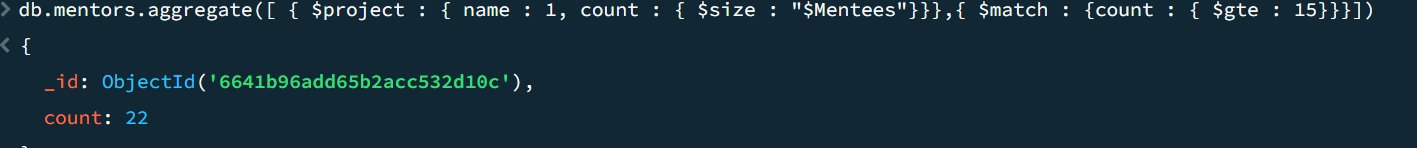 > db.mentors.aggregate([ { $project : { name : 1, count : { $size : "$Mentees"}}},{ $match : {count : { $gte : 15}}}])
< {
_id: ObjectId('6641b96add65b2acc532d10c'),
count: 22
}